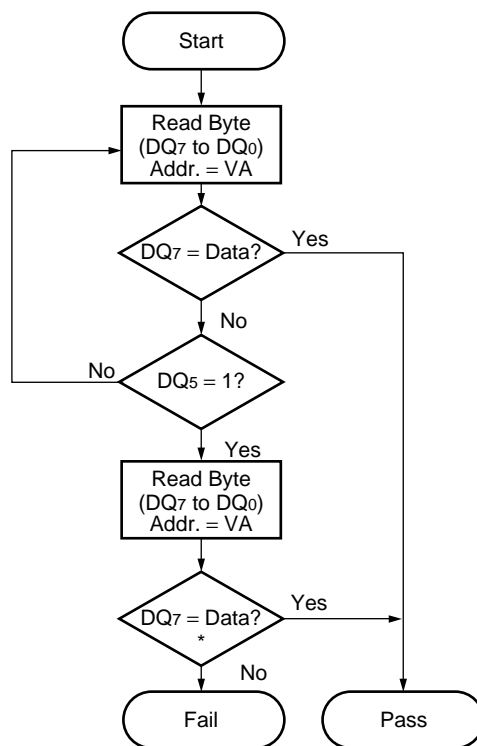 Start
Read Byte
(DQ7 to DQ0)
Addr. = VA
DQ7 = Data?
Yes
No
DQ5 = 1?
No
Yes
Read Byte
(DQ7 to DQ0)
Addr. = VA
DQ7 = Data?
*
Yes
No
Fail
Pass